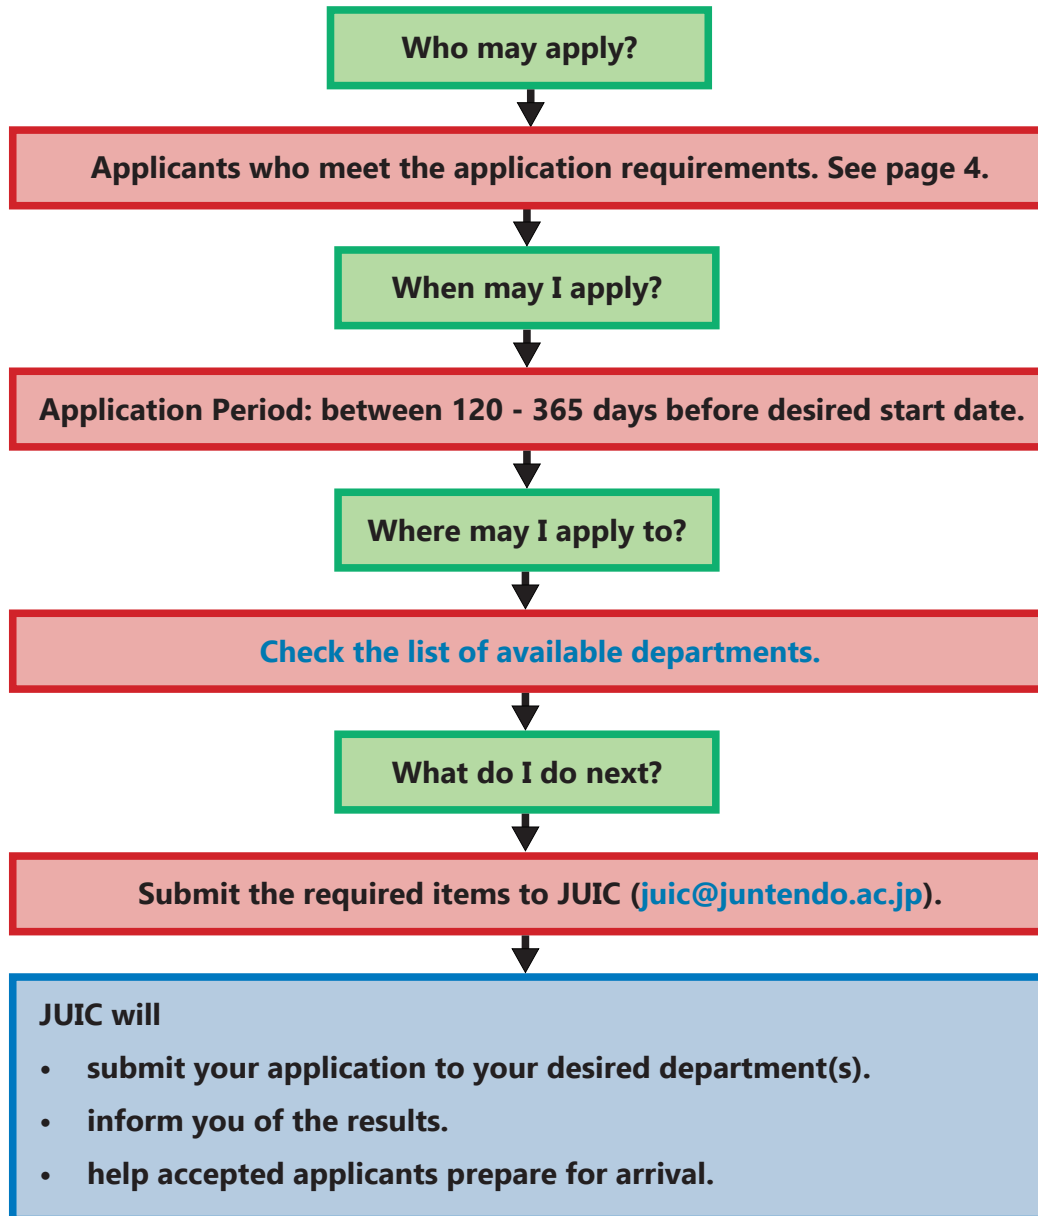 Who may apply?
Applicants who meet the application requirements. See page 4.
When may I apply?
Application Period: between 120 - 365 days before desired start date.
Where may I apply to?
Check the list of available departments.
What do I do next?
Submit the required items to JUIC (juic@juntendo.ac.jp).
JUIC will
• submit your application to your desired department(s).
• inform you of the results.
• help accepted applicants prepare for arrival.